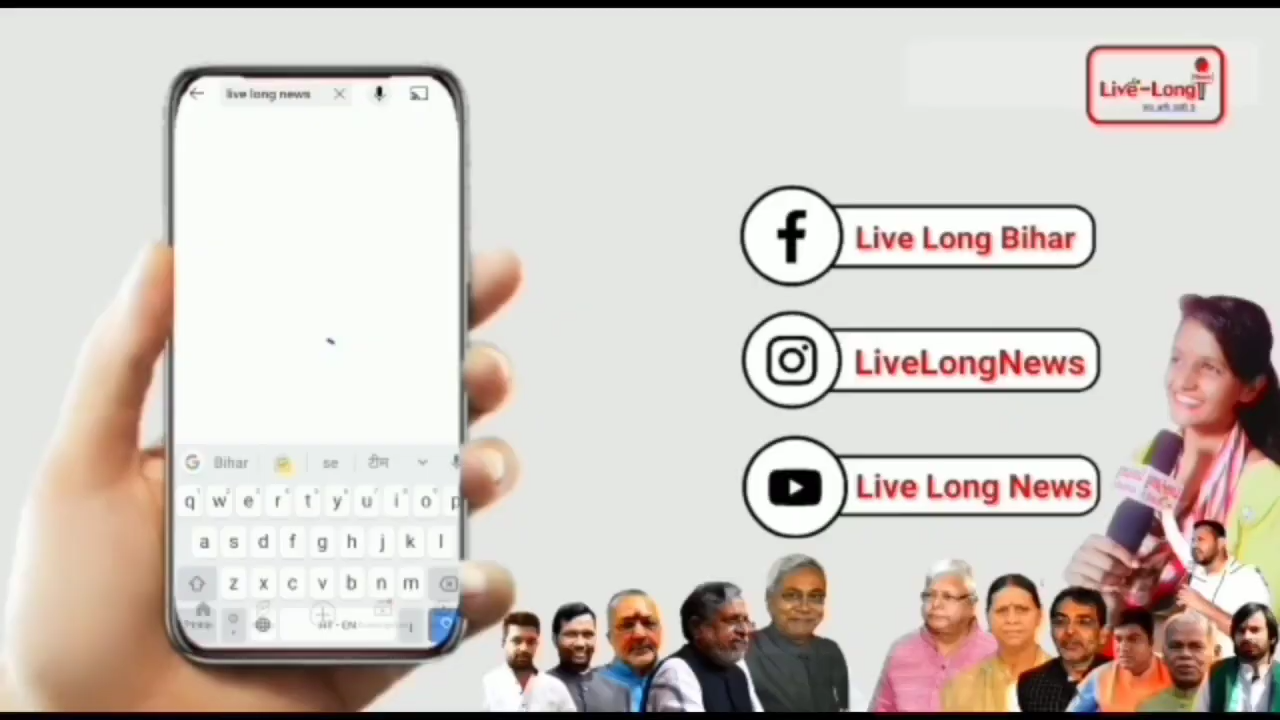 live long news
Live-Long
Live Long Bihar
LiveLongNews
Live Long News
G Bihar se टीम
q w e r t y u i o p
a s d f g h j k l
z x c v b n m